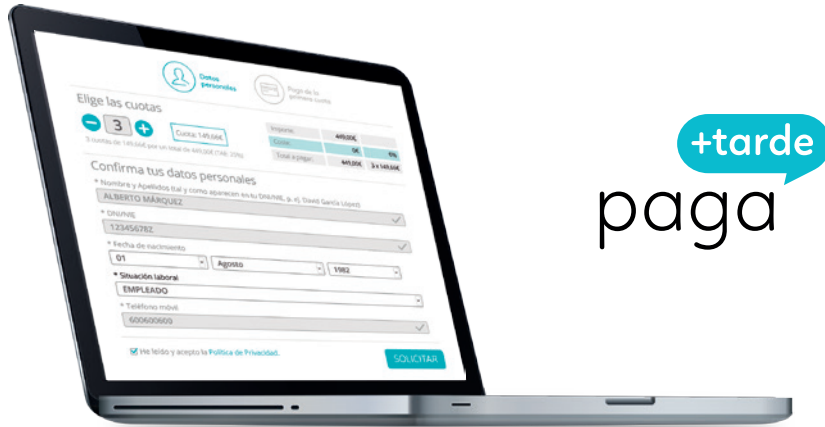 Datos
personales
Pago de la
primera cuota
Elige las cuotas
3
Cuota: 149,66€
3 cuotas de 149,66€ por un total de 449,00€ (TAE: 20%)
Importe: 449,00€
Coste: 0€ 0%
Total a pagar: 449,00€ 3 x 149,66€
Confirma tus datos personales
* Nombre y Apellidos (tal y como aparecen en tu DNI/NIE, p. ej. David García López)
ALBERTO MÁRQUEZ
* DNI/NIE
12345678Z
* Fecha de nacimiento
01 Agosto 1982
* Situación laboral
EMPLEADO
* Teléfono móvil
600600600
He leído y acepto la Política de Privacidad.
SOLICITAR
+tarde
paga